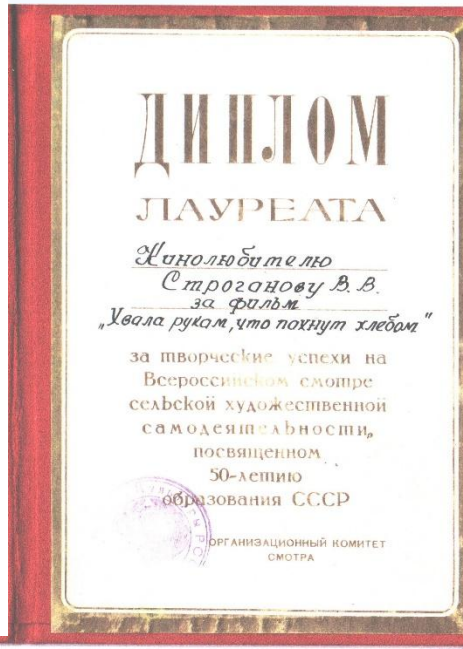 ДИПЛОМ
ЛАУРЕАТА
Кинолюбителю
Строганову В.В.
за фильм
„Хвала рукам, что пахнут хлебом"
за творческие успехи на
Всероссийском смотре
сельской художественной
самодеятельности,
посвященном
50-летию
образования СССР
ОРГАНИЗАЦИОННЫЙ КОМИТЕТ
СМОТРА